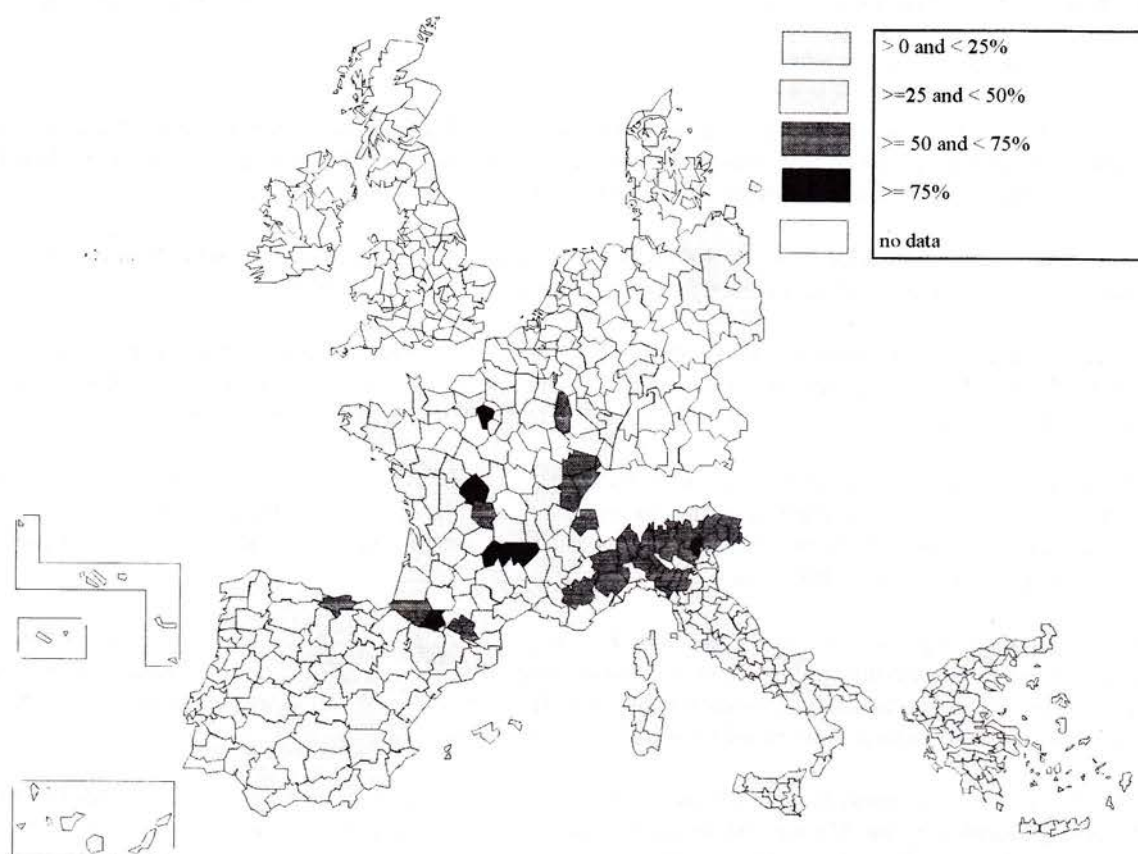 > 0 and < 25%
>=25 and < 50%
>= 50 and < 75%
>= 75%
no data